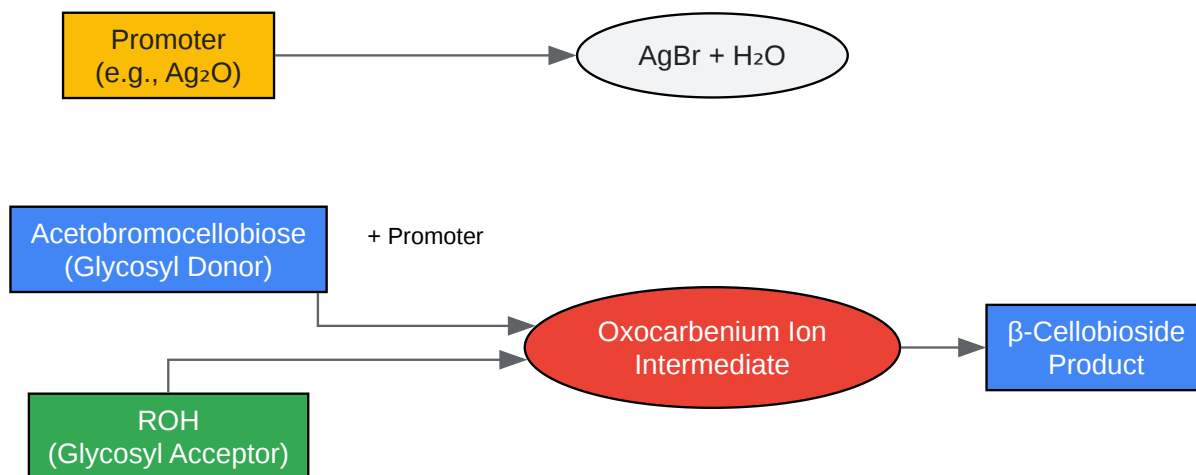 Promoter
(e.g., Ag₂O)
AgBr + H₂O
Acetobromocellobiose
(Glycosyl Donor)
+ Promoter
Oxocarbenium Ion
Intermediate
β-Cellobioside
Product
ROH
(Glycosyl Acceptor)